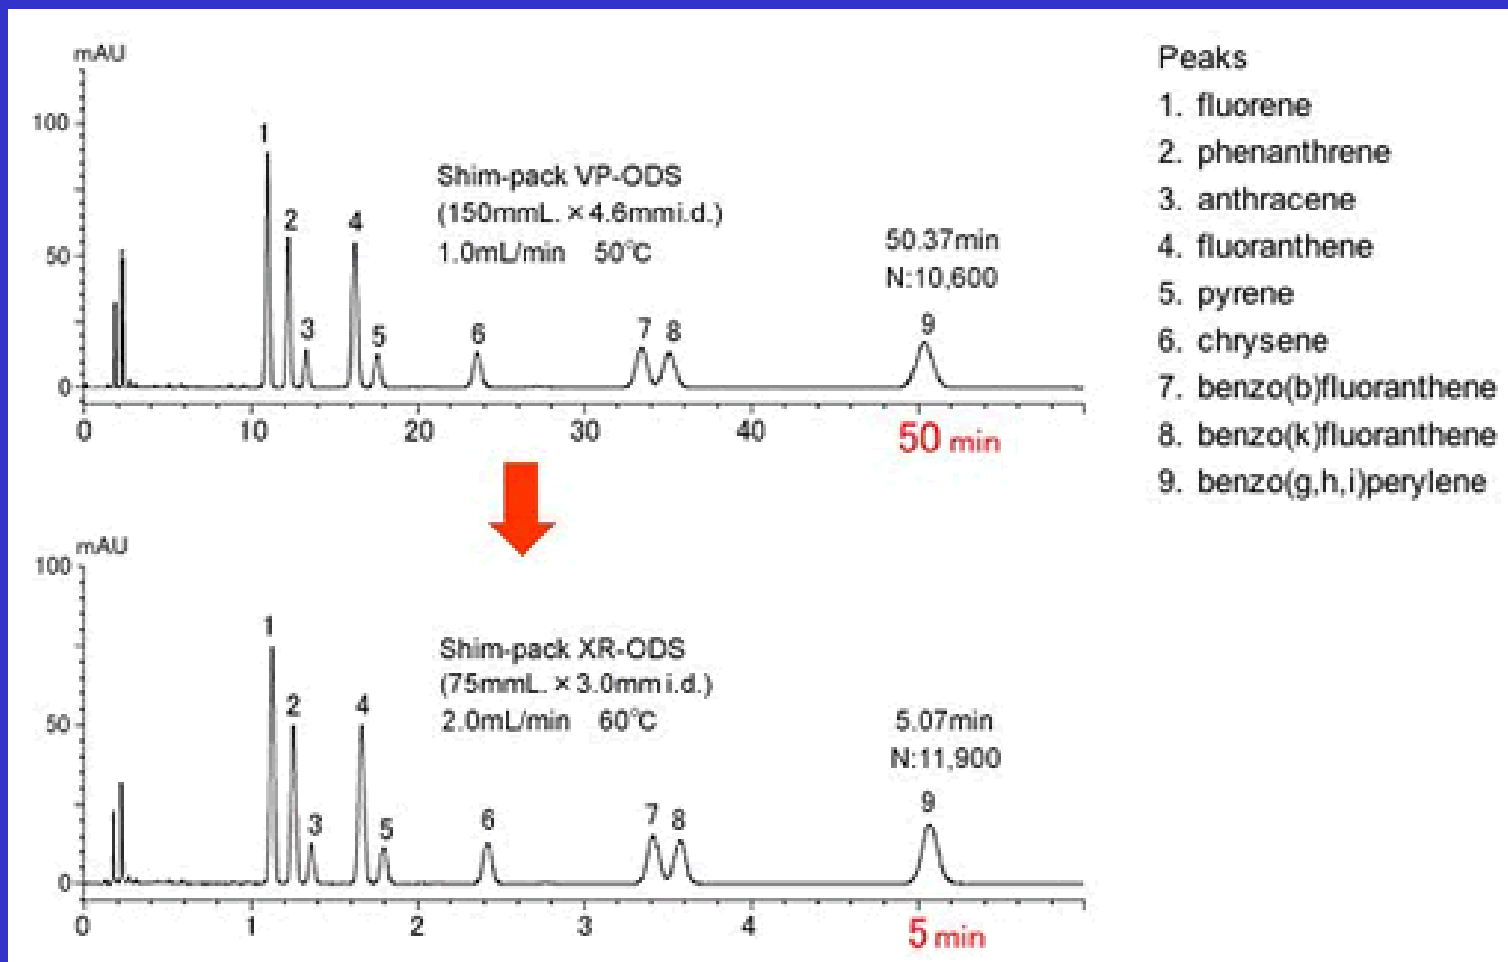 mAU
100
50
0
1
2
3
4
5
6
7
8
9
Shim-pack VP-ODS
(150mmL. ×4.6mmi.d.)
1.0mL/min 50℃
50.37min
N:10,600
0
10
20
30
40
50 min
mAU
100
50
0
1
2
3
4
5
6
7
8
9
Shim-pack XR-ODS
(75mmL. ×3.0mmi.d.)
2.0mL/min 60℃
5.07min
N:11,900
0
1
2
3
4
5 min
Peaks
1. fluorene
2. phenanthrene
3. anthracene
4. fluoranthene
5. pyrene
6. chrysene
7. benzo(b)fluoranthene
8. benzo(k)fluoranthene
9. benzo(g,h,i)perylene